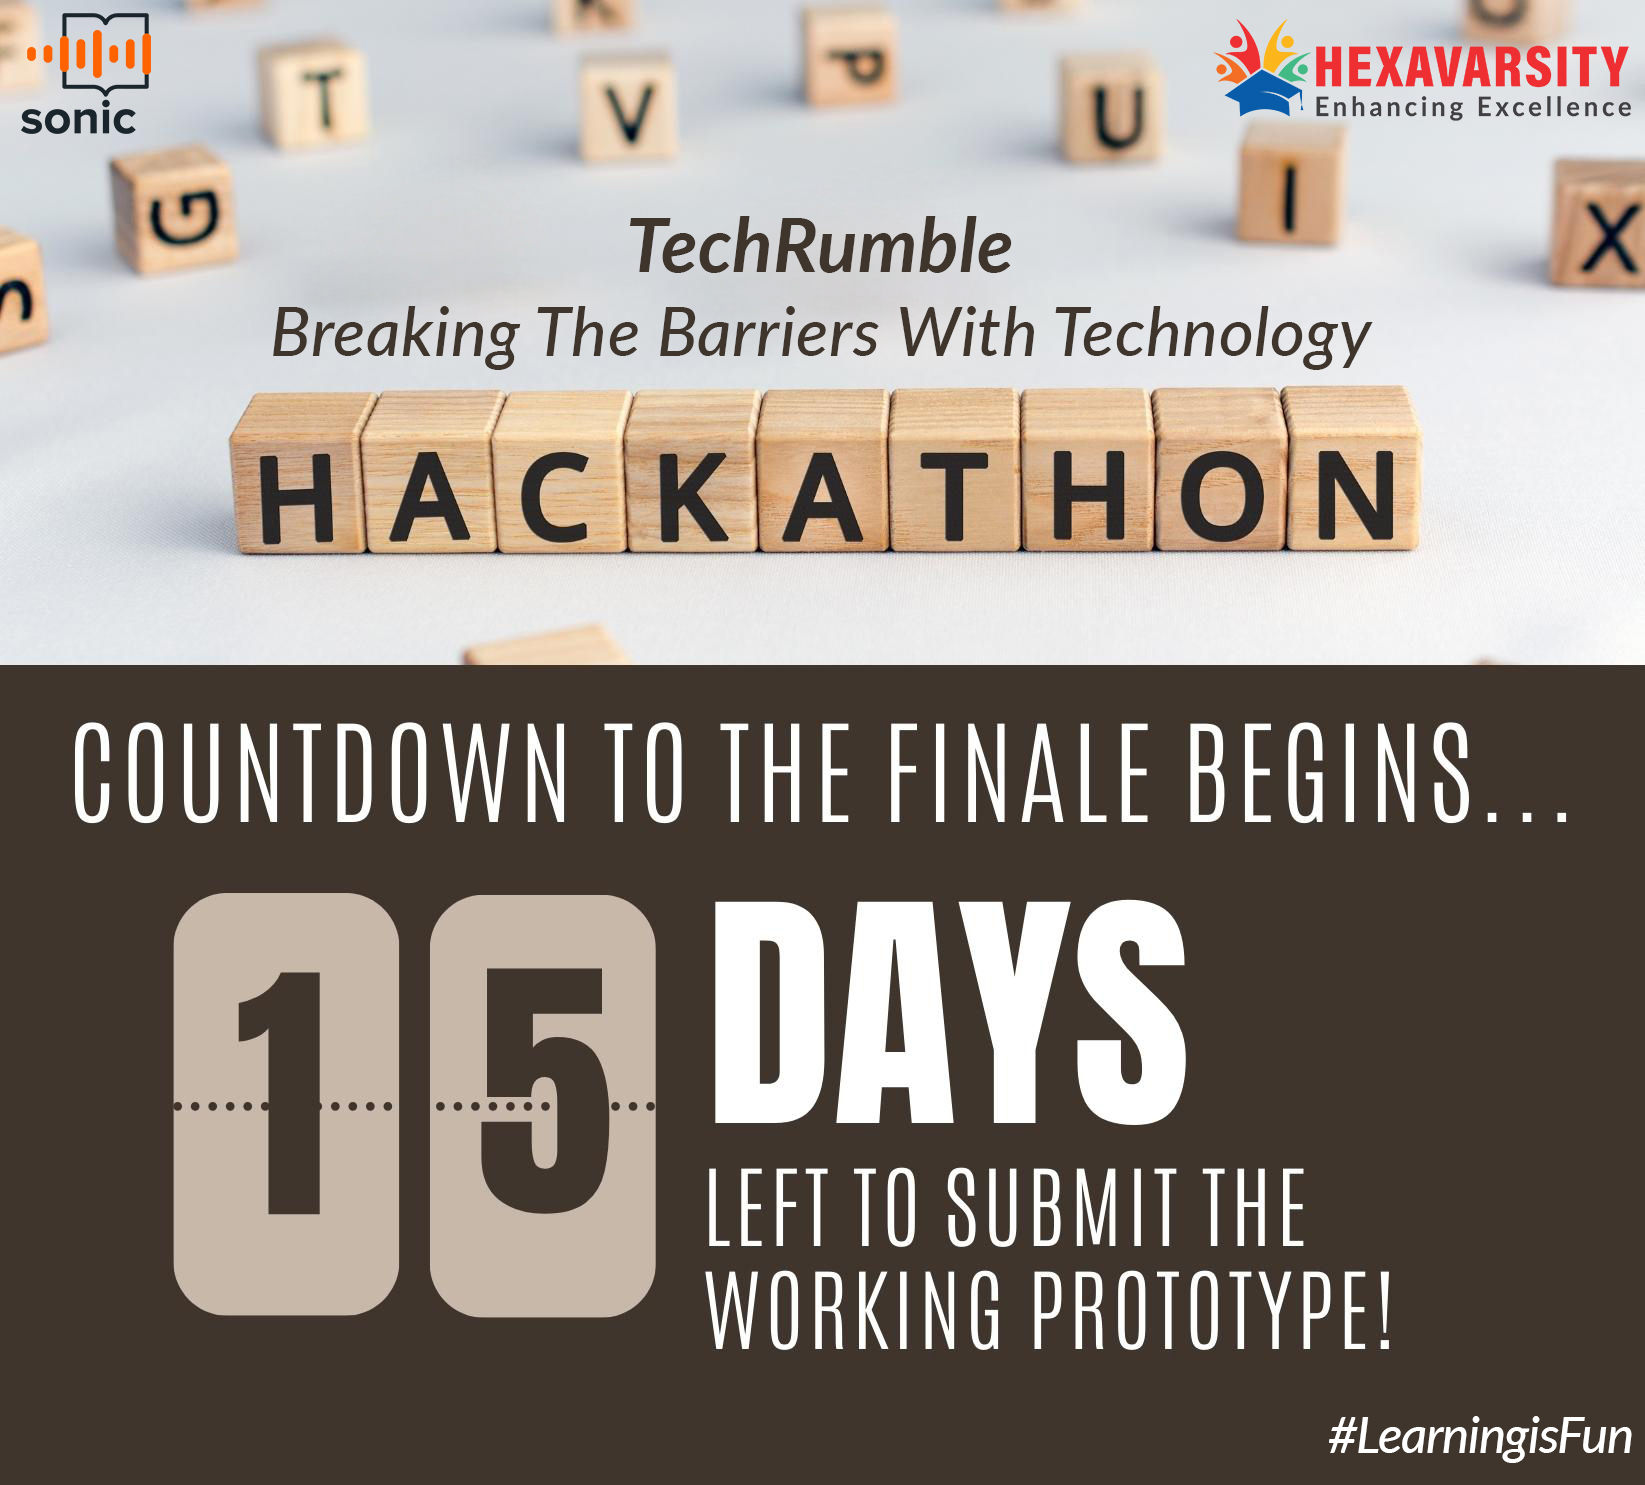 sonic
HEXAVARSITY
Enhancing Excellence
T
V
P
U
G
I
X
TechRumble
Breaking The Barriers With Technology
HACKATHON
COUNTDOWN TO THE FINALE BEGINS...
15 DAYS
LEFT TO SUBMIT THE
WORKING PROTOTYPE!
#LearningisFun